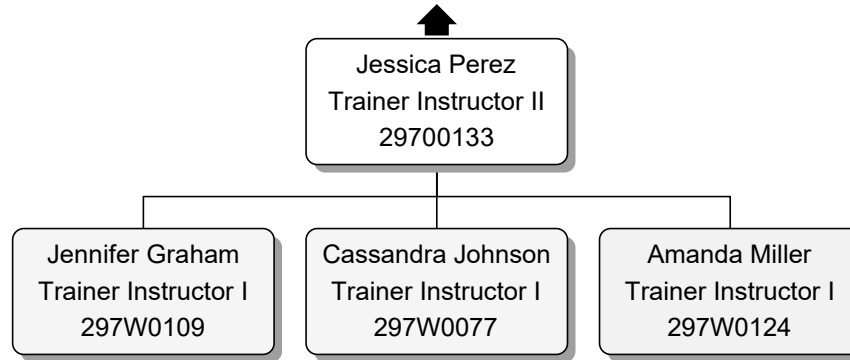 Jessica Perez
Trainer Instructor II
29700133
Jennifer Graham
Trainer Instructor I
297W0109
Cassandra Johnson
Trainer Instructor I
297W0077
Amanda Miller
Trainer Instructor I
297W0124